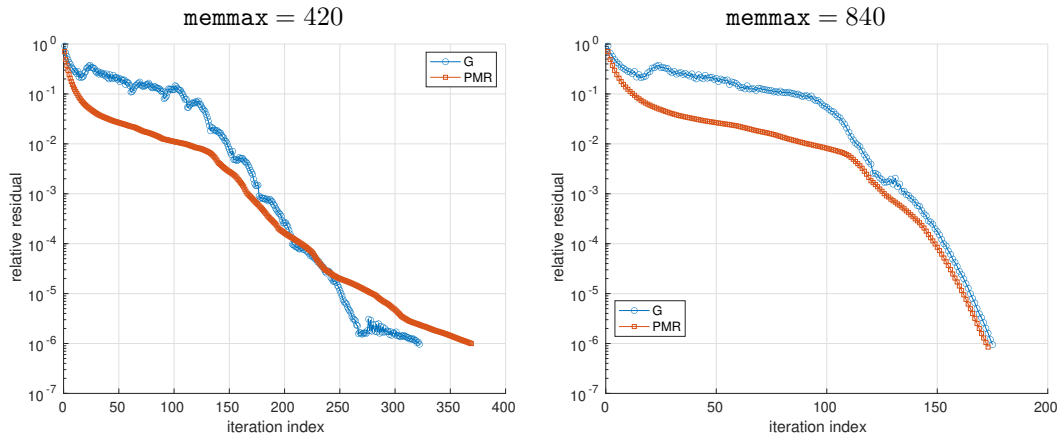 memmax = 420
10^0
10^-1
10^-2
10^-3
10^-4
10^-5
10^-6
10^-7
relative residual
0 50 100 150 200 250 300 350 400
iteration index
G
PMR
memmax = 840
10^0
10^-1
10^-2
10^-3
10^-4
10^-5
10^-6
10^-7
relative residual
0 50 100 150 200
iteration index
G
PMR